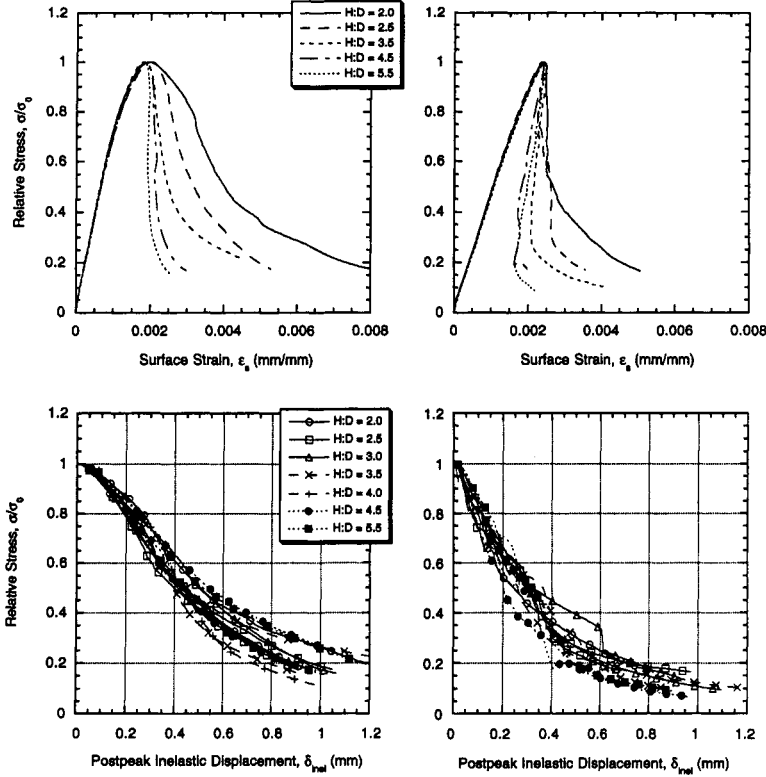 1.2
1
0.8
0.6
0.4
0.2
0
Relative Stress, σ/σ0
0
0.002
0.004
0.006
0.008
Surface Strain, εs (mm/mm)
H:D = 2.0
H:D = 2.5
H:D = 3.5
H:D = 4.5
H:D = 5.5
1.2
1
0.8
0.6
0.4
0.2
0
0
0.002
0.004
0.006
0.008
Surface Strain, εs (mm/mm)
1.2
1
0.8
0.6
0.4
0.2
0
Relative Stress, σ/σ0
0
0.2
0.4
0.6
0.8
1.0
1.2
Postpeak Inelastic Displacement, δinel (mm)
H:D = 2.0
H:D = 2.5
H:D = 3.0
H:D = 3.5
H:D = 4.0
H:D = 4.5
H:D = 5.5
1.2
1
0.8
0.6
0.4
0.2
0
0
0.2
0.4
0.6
0.8
1.0
1.2
Postpeak Inelastic Displacement, δinel (mm)